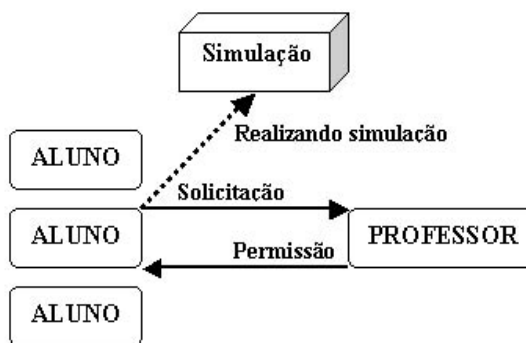 Simulação
Realizando simulação
ALUNO
Solicitação
ALUNO
PROFESSOR
Permissão
ALUNO